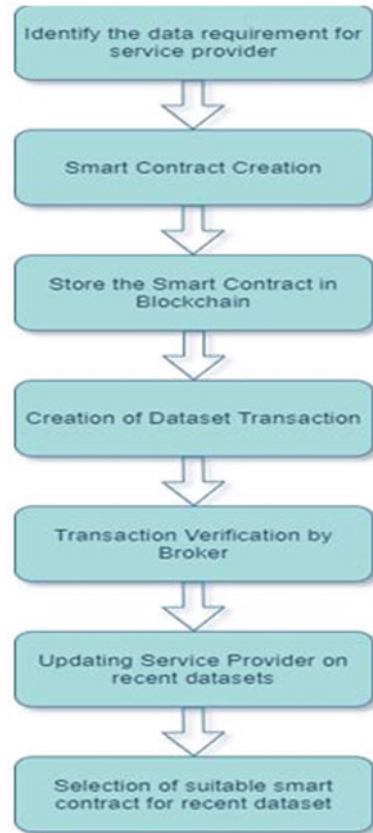 Identify the data requirement for
service provider
Smart Contract Creation
Store the Smart Contract in
Blockchain
Creation of Dataset Transaction
Transaction Verification by
Broker
Updating Service Provider on
recent datasets
Selection of suitable smart
contract for recent dataset